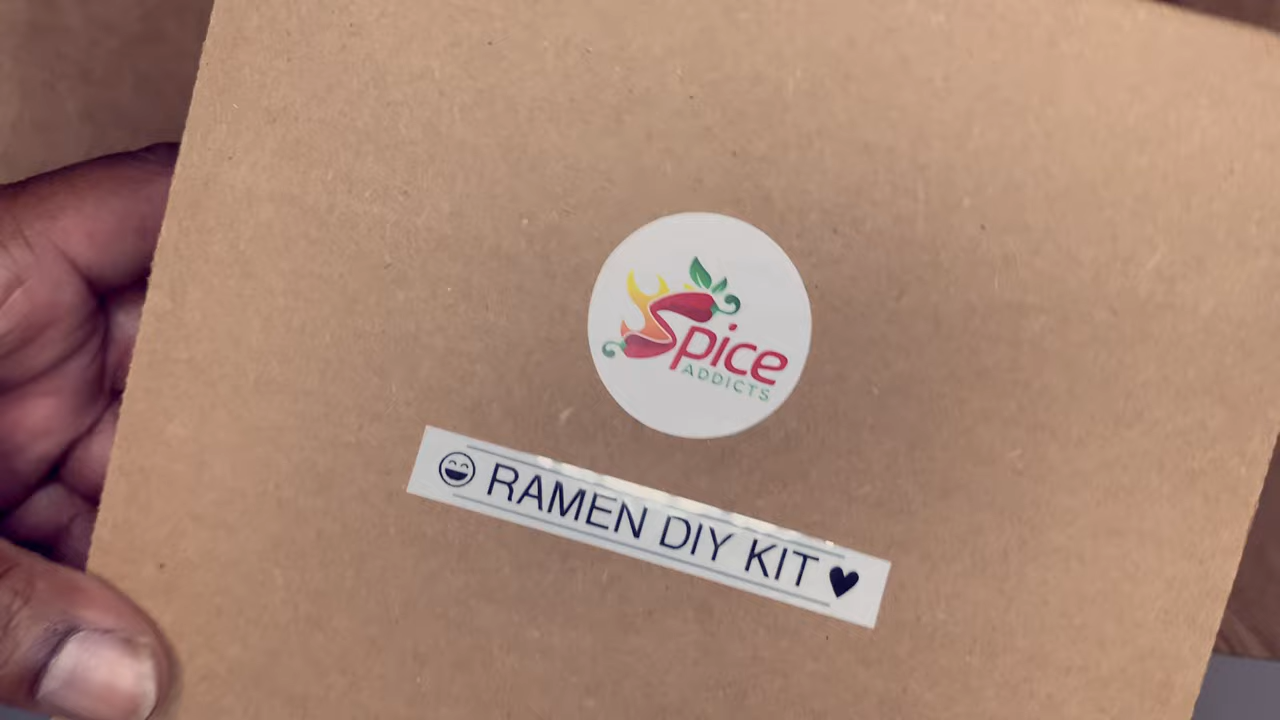 Spice
ADDICTS
😄 RAMEN DIY KIT ♥